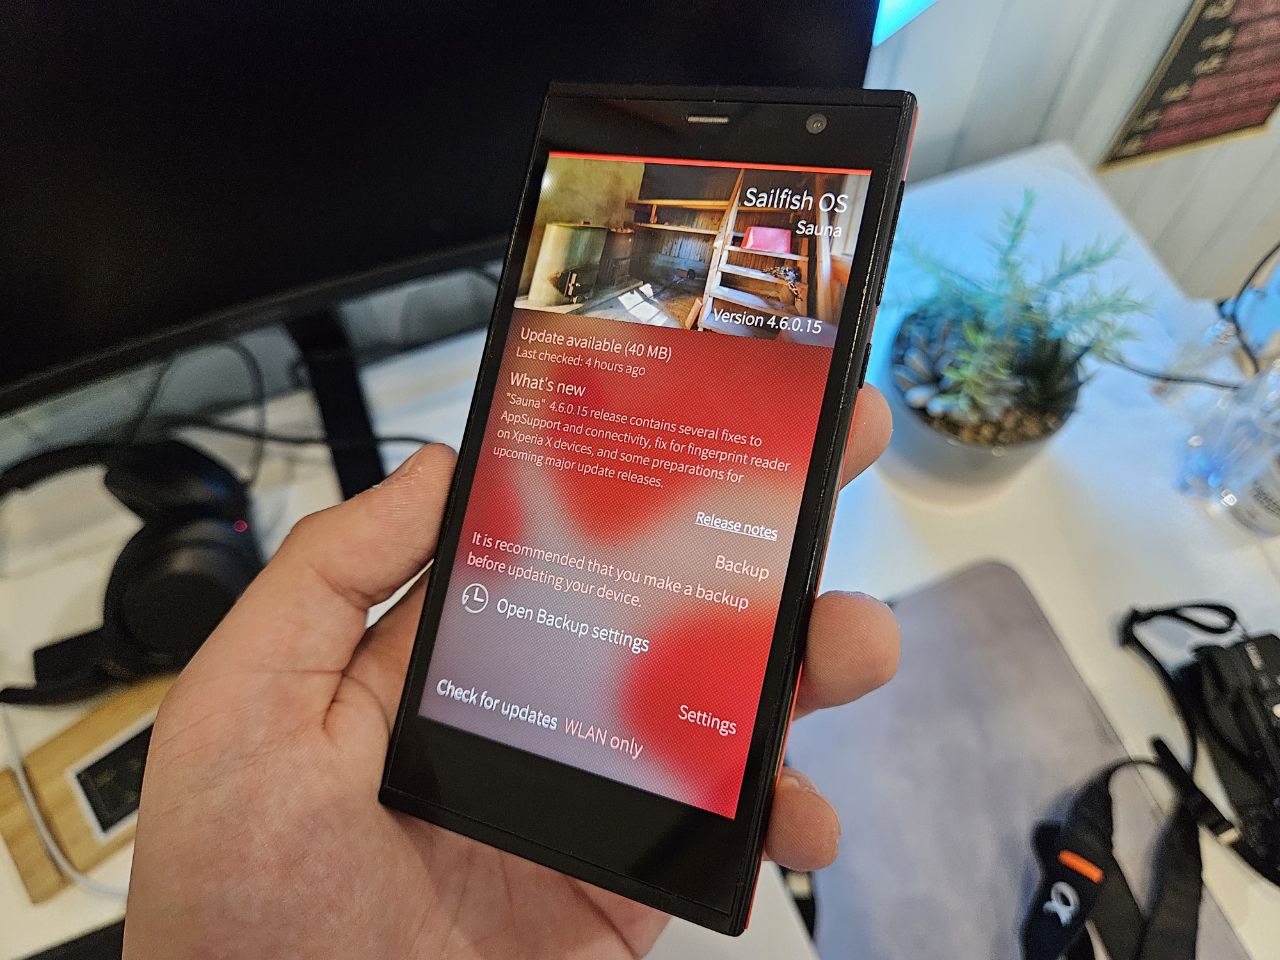 Sailfish OS
Sauna
Version 4.6.0.15
Update available (40 MB)
Last checked: 4 hours ago
What's new
"Sauna" 4.6.0.15 release contains several fixes to
AppSupport and connectivity, fix for fingerprint reader
on Xperia X devices, and some preparations for
upcoming major update releases.
Release notes
Backup
It is recommended that you make a backup
before updating your device.
Open Backup settings
Settings
Check for updates WLAN only
α